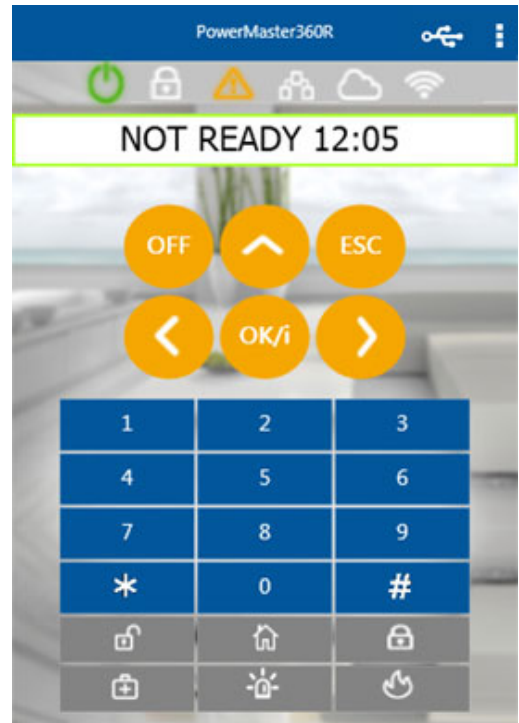 PowerMaster360R
NOT READY 12:05
OFF
ESC
OK/i
1 2 3
4 5 6
7 8 9
* 0 #